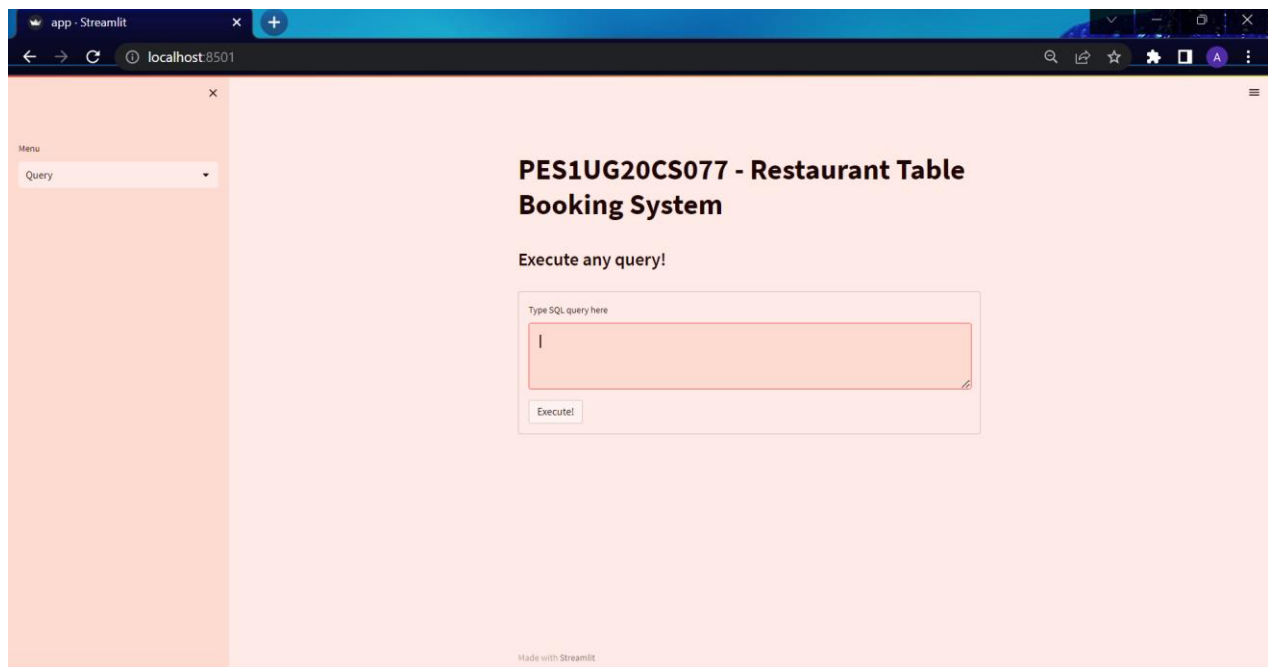 app · Streamlit
localhost:8501
A
Menu
Query
PES1UG20CS077 - Restaurant Table
Booking System
Execute any query!
Type SQL query here
Execute!
Made with Streamlit